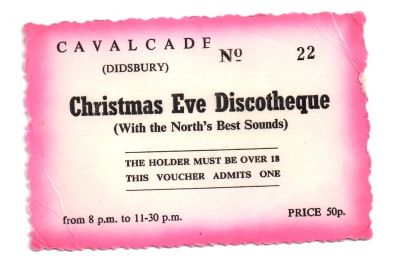 CAVALCADE
(DIDSBURY)
Nº 22
Christmas Eve Discotheque
(With the North's Best Sounds)
THE HOLDER MUST BE OVER 18
THIS VOUCHER ADMITS ONE
from 8 p.m. to 11-30 p.m. PRICE 50p.